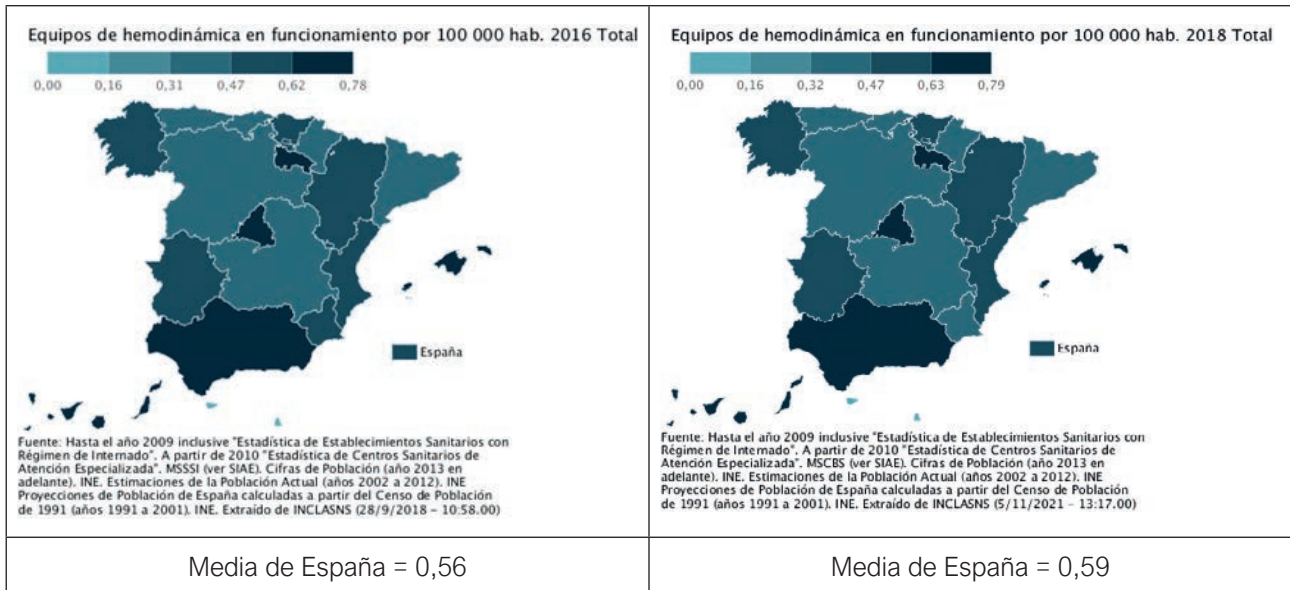 Equipos de hemodinámica en funcionamiento por 100 000 hab. 2016 Total
0,00 0,16 0,31 0,47 0,62 0,78
España
Fuente: Hasta el año 2009 inclusive "Estadística de Establecimientos Sanitarios con
Régimen de Internado". A partir de 2010 "Estadística de Centros Sanitarios de
Atención Especializada". MSSSI (ver SIAE). Cifras de Población (año 2013 en
adelante). INE. Estimaciones de la Población Actual (años 2002 a 2012). INE
Proyecciones de Población de España calculadas a partir del Censo de Población
de 1991 (años 1991 a 2001). INE. Extraído de INCLASNS (28/9/2018 – 10:58.00)
Media de España = 0,56
Equipos de hemodinámica en funcionamiento por 100 000 hab. 2018 Total
0,00 0,16 0,32 0,47 0,63 0,79
España
Fuente: Hasta el año 2009 inclusive "Estadística de Establecimientos Sanitarios con
Régimen de Internado". A partir de 2010 "Estadística de Centros Sanitarios de
Atención Especializada". MSCBS (ver SIAE). Cifras de Población (año 2013 en
adelante). INE. Estimaciones de la Población Actual (años 2002 a 2012). INE
Proyecciones de Población de España calculadas a partir del Censo de Población
de 1991 (años 1991 a 2001). INE. Extraído de INCLASNS (5/11/2021 – 13:17.00)
Media de España = 0,59